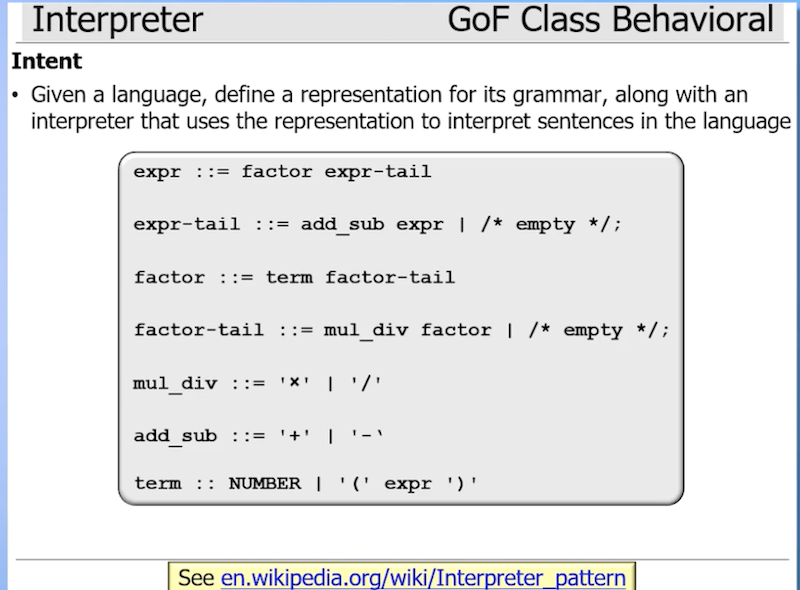 Interpreter GoF Class Behavioral
Intent
• Given a language, define a representation for its grammar, along with an
interpreter that uses the representation to interpret sentences in the language
expr ::= factor expr-tail
expr-tail ::= add_sub expr | /* empty */;
factor ::= term factor-tail
factor-tail ::= mul_div factor | /* empty */;
mul_div ::= '×' | '/'
add_sub ::= '+' | '-‛
term :: NUMBER | '(' expr ')'
See en.wikipedia.org/wiki/Interpreter_pattern